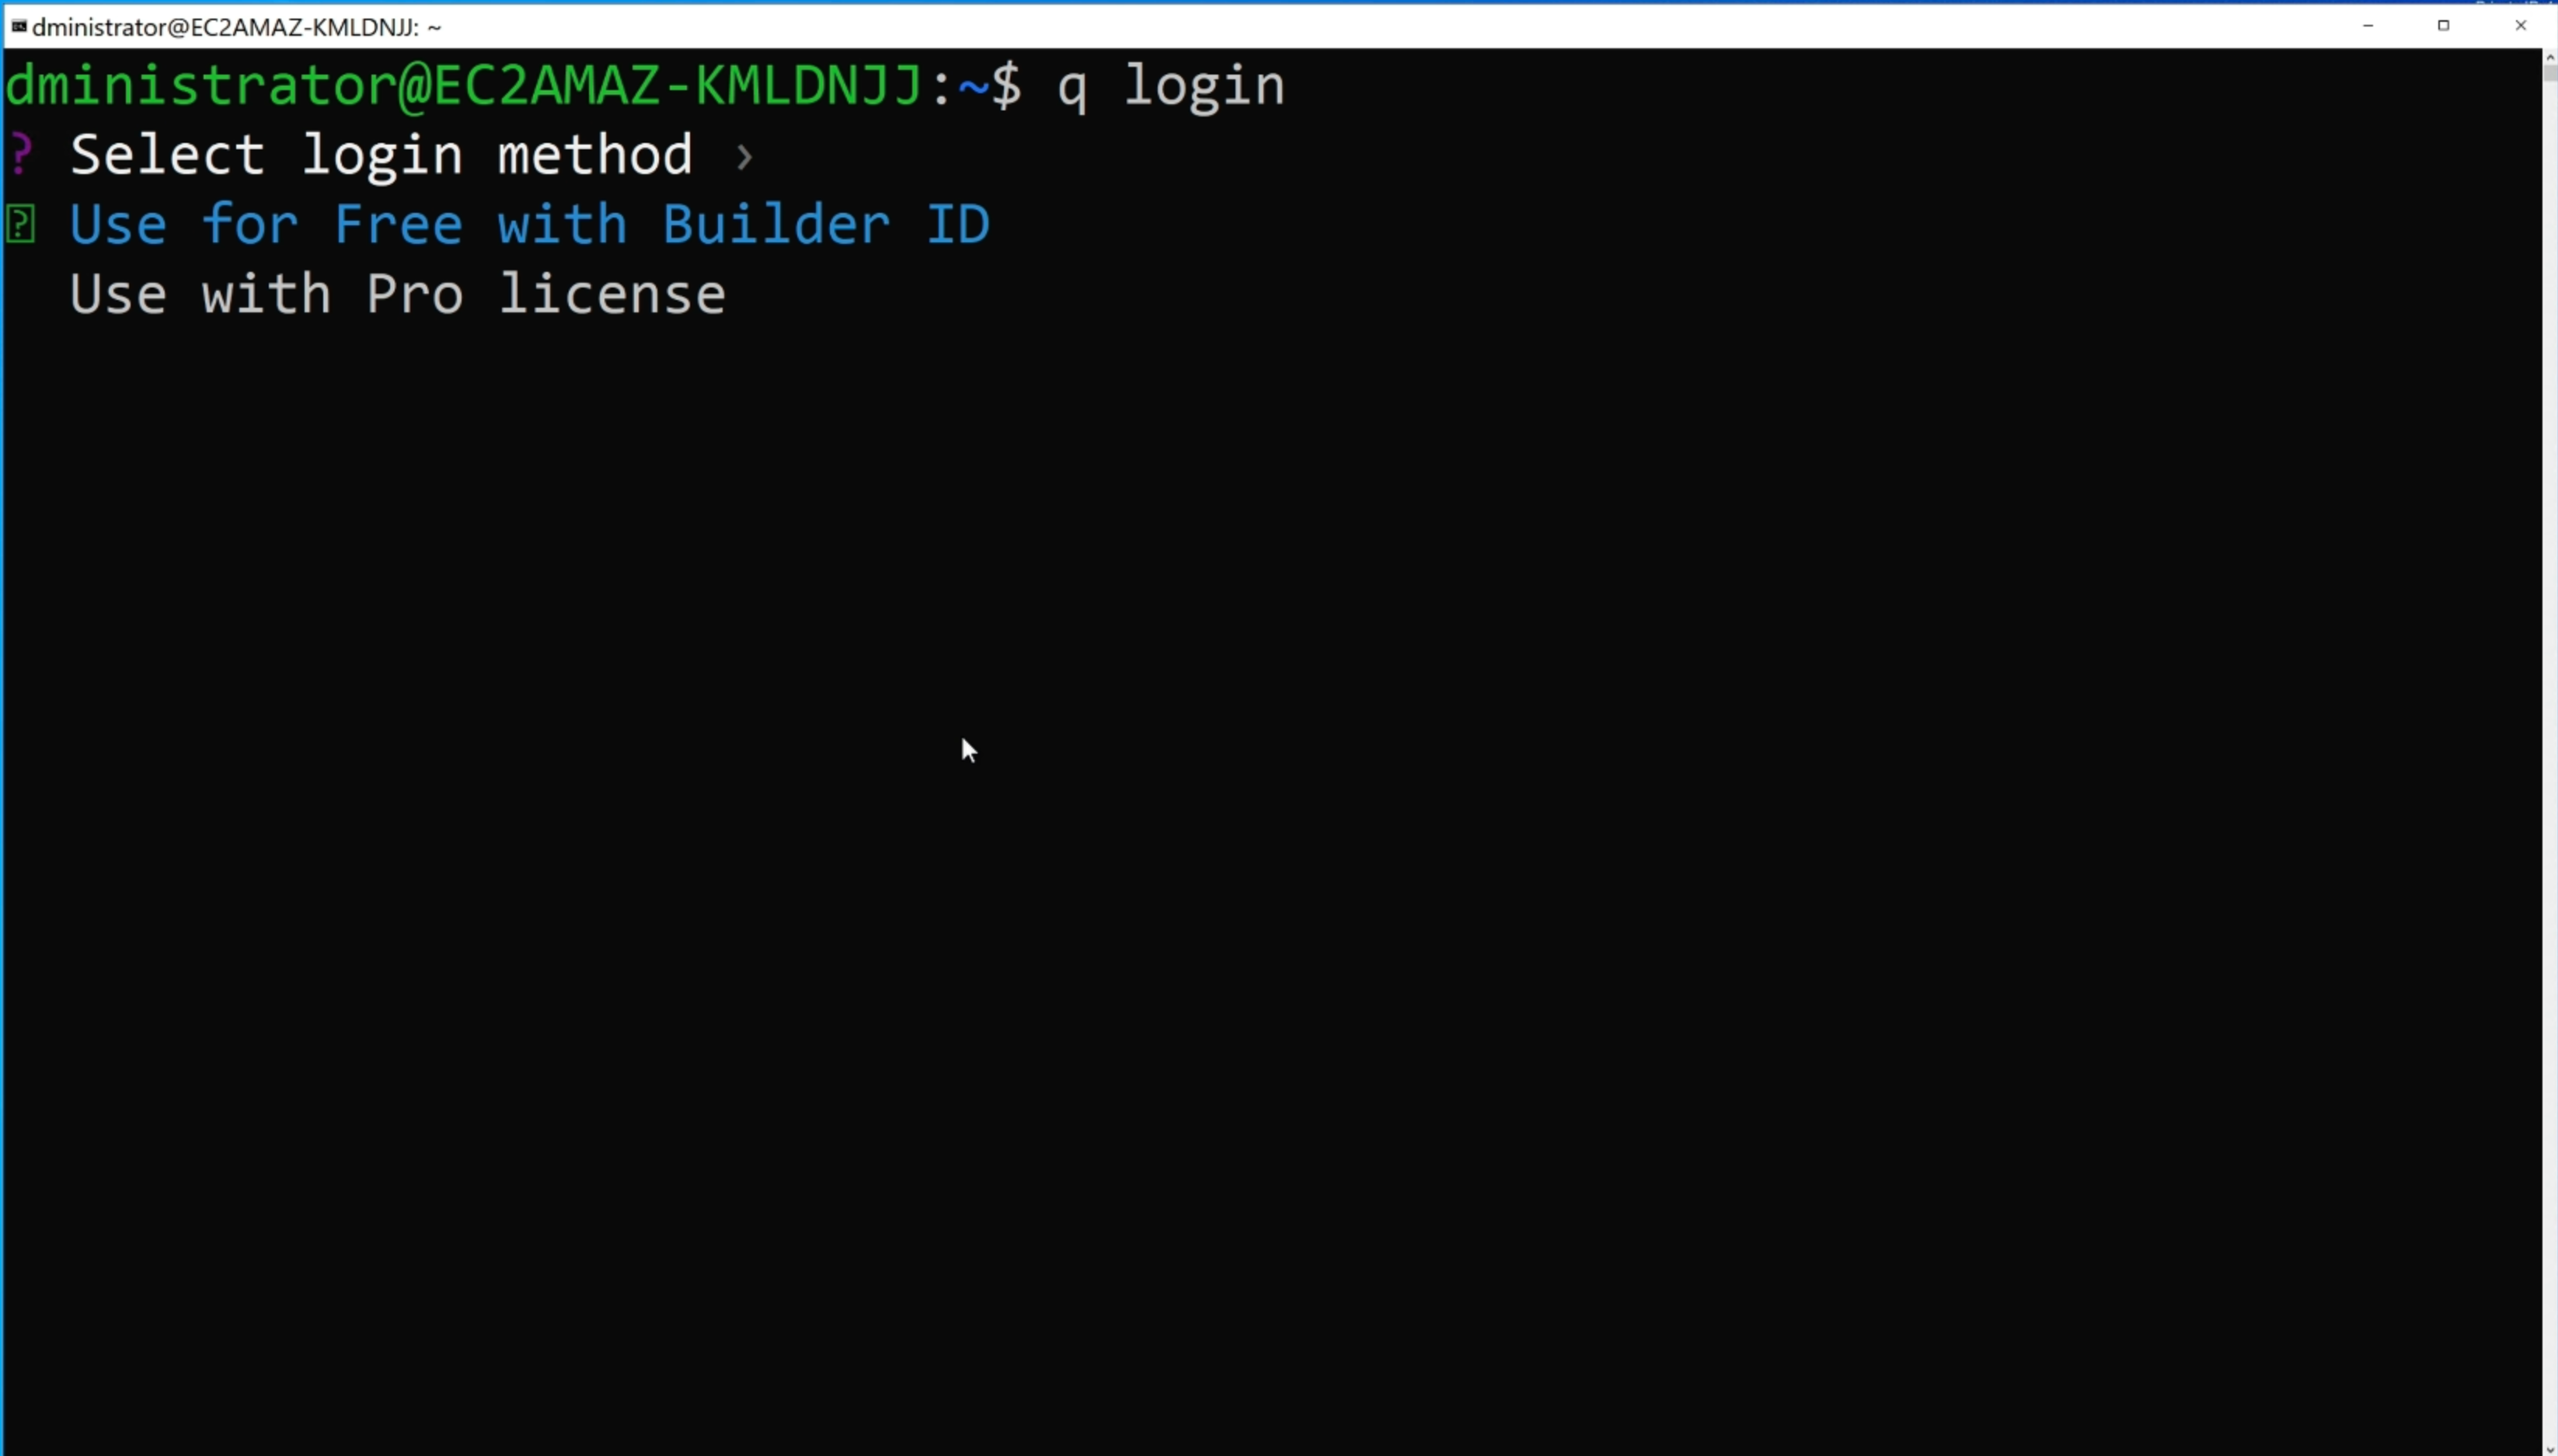 dministrator@EC2AMAZ-KMLDNJJ: ~
dministrator@EC2AMAZ-KMLDNJJ:~$ q login
? Select login method ›
Use for Free with Builder ID
Use with Pro license